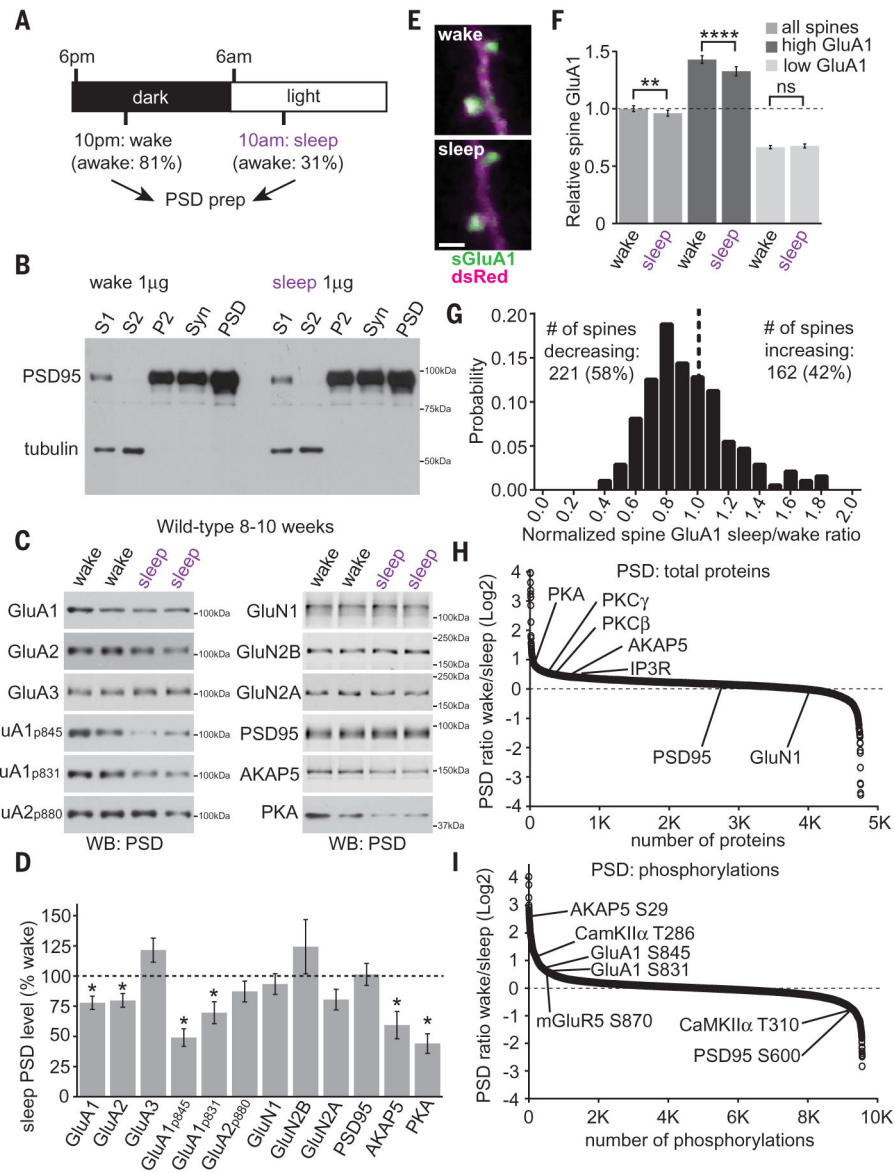 A
6pm
6am
dark
light
10pm: wake
(awake: 81%)
10am: sleep
(awake: 31%)
PSD prep
B
wake 1µg
sleep 1µg
S1 S2 P2 Syn PSD
S1 S2 P2 Syn PSD
PSD95
tubulin
-100kDa
-75kDa
-50kDa
C
Wild-type 8-10 weeks
wake wake sleep sleep
GluA1
-100kDa
GluA2
-100kDa
GluA3
-100kDa
uA1p845
-100kDa
uA1p831
-100kDa
uA2p880
-100kDa
WB: PSD
wake wake sleep sleep
GluN1
-100kDa
GluN2B
-250kDa
-150kDa
GluN2A
-250kDa
-150kDa
PSD95
-100kDa
AKAP5
-150kDa
PKA
-37kDa
WB: PSD
D
sleep PSD level (% wake)
150
125
100
75
50
25
0
* * * * * *
GluA1
GluA2
GluA3
GluA1p845
GluA1p831
GluA2p880
GluN1
GluN2B
GluN2A
PSD95
AKAP5
PKA
E
wake
sleep
sGluA1
dsRed
F
Relative spine GluA1
1.5
1.0
0.5
0
**
****
ns
all spines
high GluA1
low GluA1
wake
sleep
wake
sleep
wake
sleep
G
Probability
0.20
0.15
0.10
0.05
0.00
# of spines
decreasing:
221 (58%)
# of spines
increasing:
162 (42%)
0.0 0.2 0.4 0.6 0.8 1.0 1.2 1.4 1.6 1.8 2.0
Normalized spine GluA1 sleep/wake ratio
H
PSD: total proteins
PSD ratio wake/sleep (Log2)
4
3
2
1
0
-1
-2
-3
-4
PKA
PKCγ
PKCβ
AKAP5
IP3R
PSD95
GluN1
1K 2K 3K 4K 5K
number of proteins
I
PSD: phosphorylations
PSD ratio wake/sleep (Log2)
4
3
2
1
0
-1
-2
-3
-4
AKAP5 S29
CamKIIα T286
GluA1 S845
GluA1 S831
mGluR5 S870
CaMKIIα T310
PSD95 S600
0 2K 4K 6K 8K 10K
number of phosphorylations